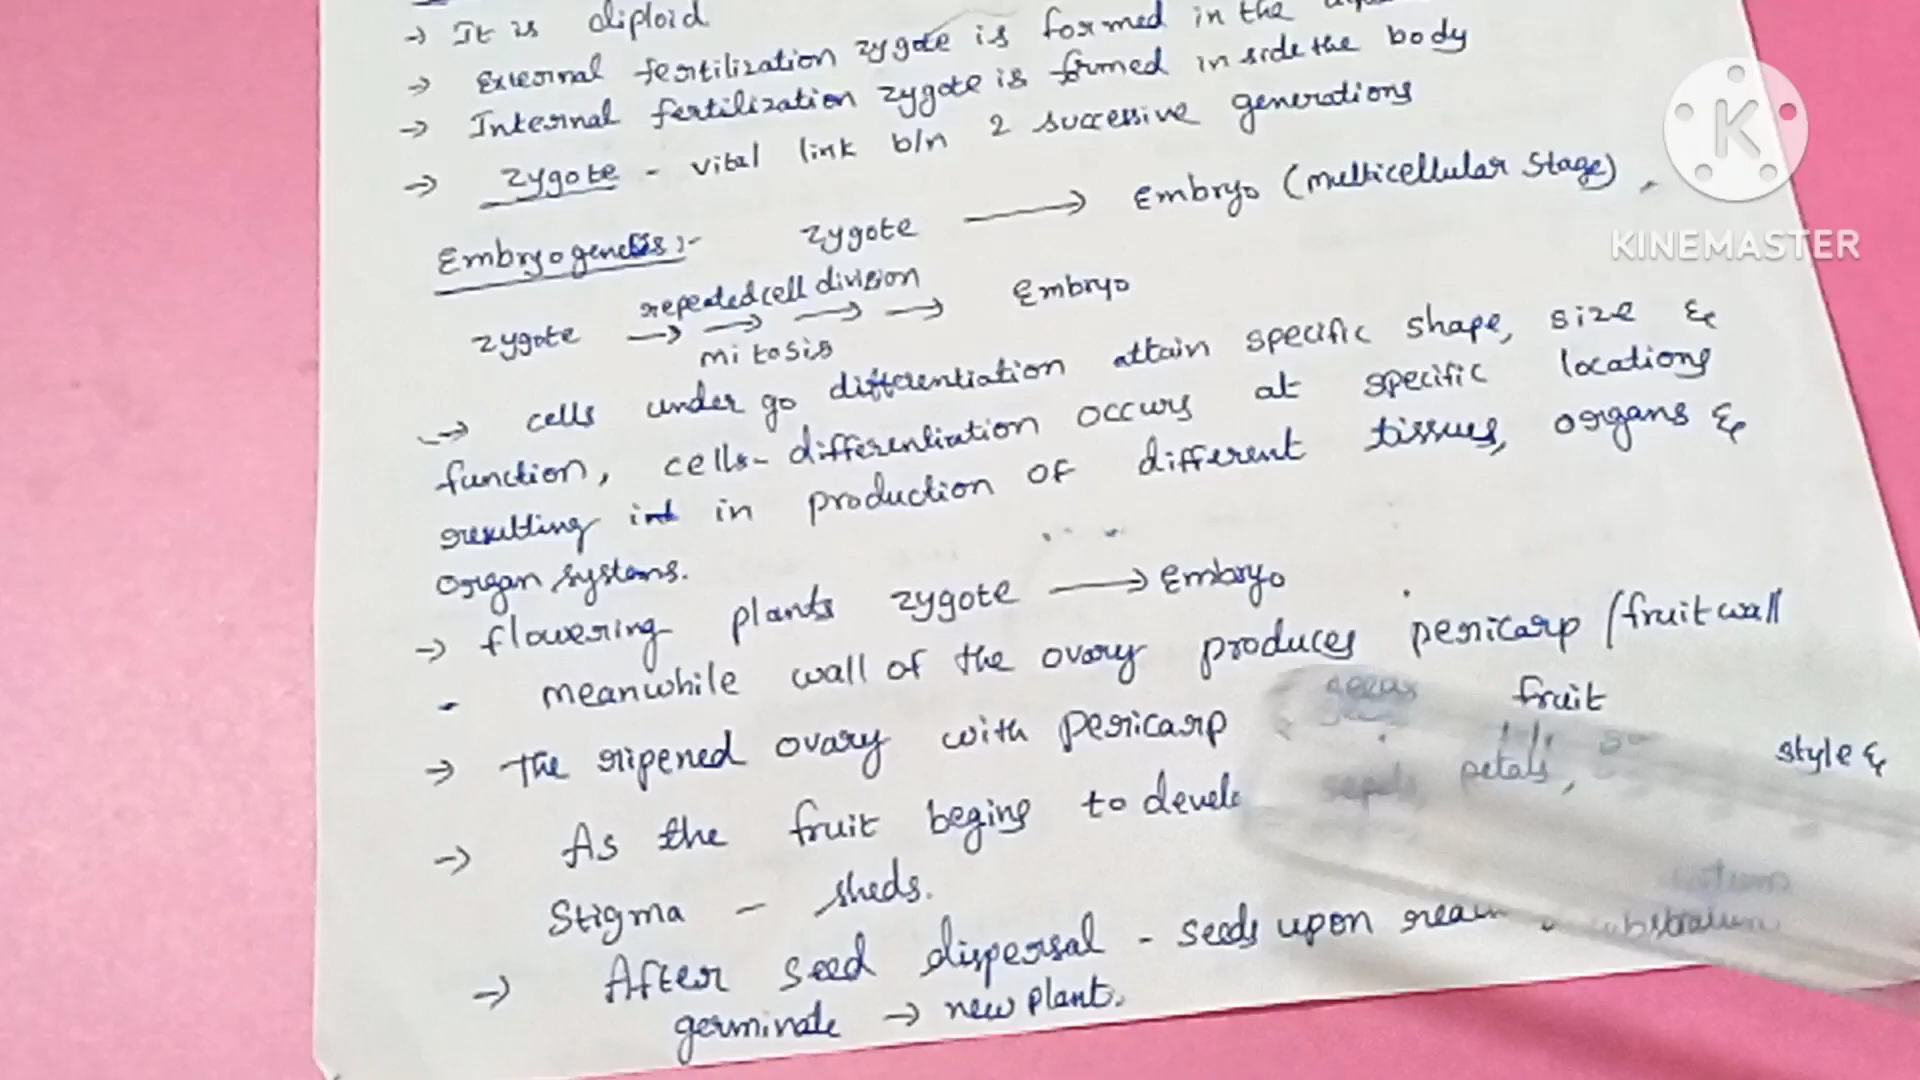 → It is diploid
→ External fertilization zygote is formed in the
→ Internal fertilization zygote is formed inside the body
→ Zygote - vital link b/n 2 successive generations
Embryogenesis:- Zygote → Embryo (multicellular stage)
repeated cell division
zygote → → → → Embryo
mitosis
→ cells under go differentiation attain specific shape, size &
function, cells-differentiation occurs at specific locations
resulting in production of different tissues, organs &
organ systems.
→ flowering plants zygote → Embryo
- meanwhile wall of the ovary produces pericarp / fruit wall
→ The ripened ovary with pericarp fruit
→ As the fruit begins to petals, style &
Stigma - sheds.
→ After seed dispersal - seeds upon
germinate → new plant.
K
KINEMASTER